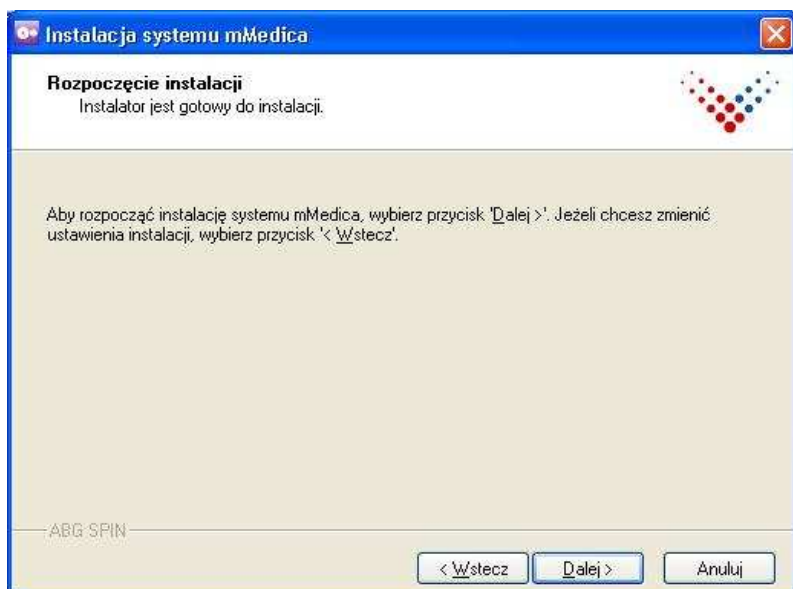 Instalacja systemu mMedica
Rozpoczęcie instalacji
Instalator jest gotowy do instalacji.
Aby rozpocząć instalację systemu mMedica, wybierz przycisk 'Dalej >'. Jeżeli chcesz zmienić
ustawienia instalacji, wybierz przycisk '< Wstecz'.
ABG SPIN
< Wstecz
Dalej >
Anuluj